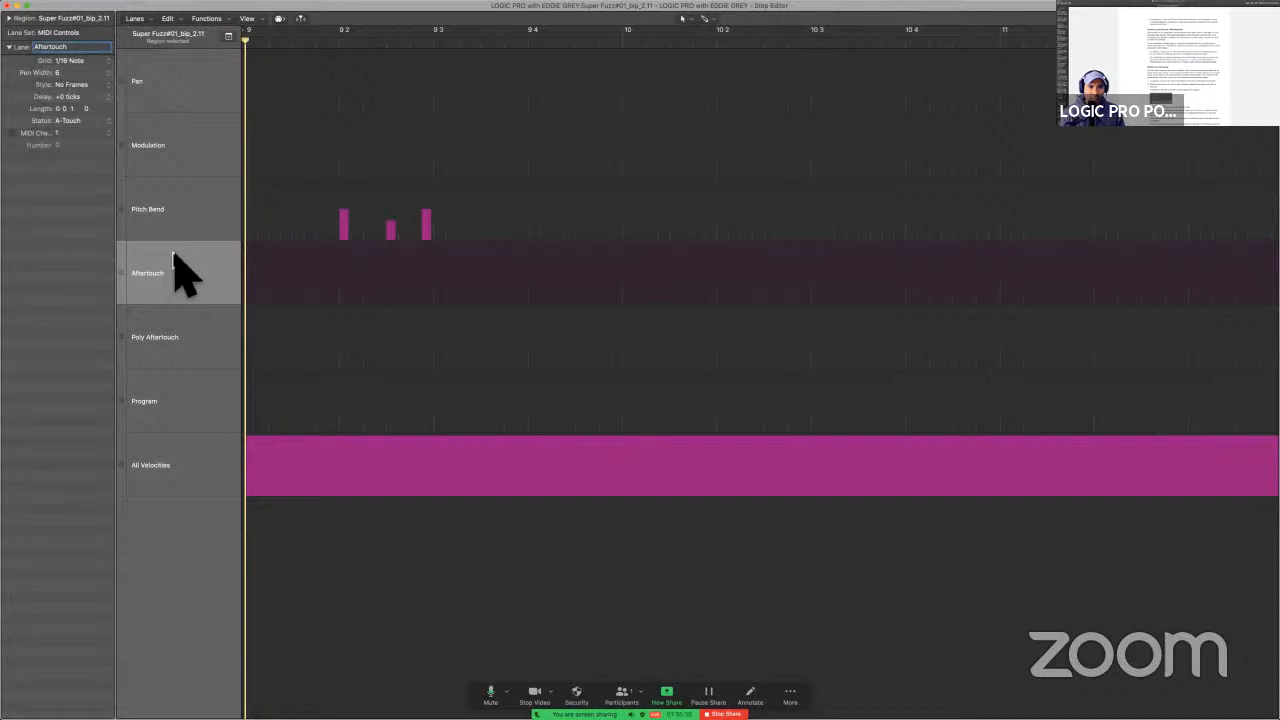 LOGIC PRO with EDDIE GREY:Super Fuzz#01_bip_2.11 - LOGIC PRO with EDDIE GREY - Step Editor
Region: Super Fuzz#01_bip_2.11
Lanes Edit Functions View
Lane Set: MIDI Controls
Super Fuzz#01_bip_2.11
Region selected
9 9.2 9.3 9.4 10 10.3 11
Lane: Aftertouch
Grid: 1/16 Note
Pen Width: 6
Style: No Frames
Delay: +0 ticks
Length: 0 0 1 0
Status: A-Touch
MIDI Cha... 1
Number: 0
Pan
Modulation
Pitch Bend
Aftertouch
Poly Aftertouch
Program
All Velocities
LOGIC PRO PO...
zoom
Mute Stop Video Security Participants 1 New Share Pause Share Annotate More
You are screen sharing LIVE Stop Share